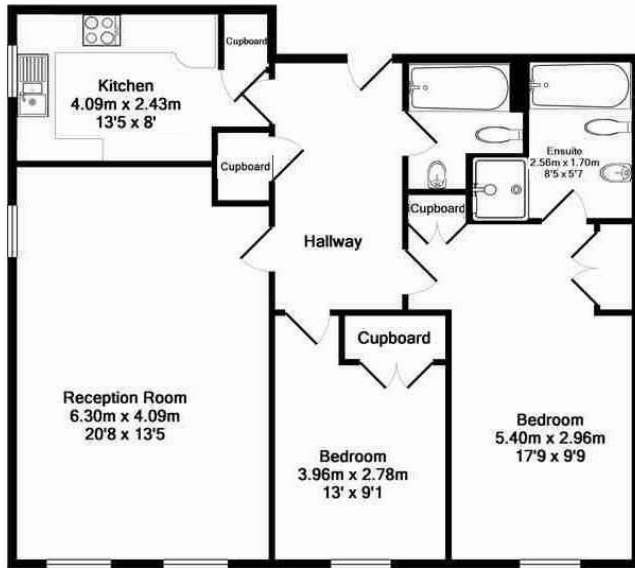 Cupboard
Kitchen
4.09m x 2.43m
13'5 x 8'
Cupboard
Ensuite
2.56m x 1.70m
8'5 x 5'7
Cupboard
Hallway
Cupboard
Reception Room
6.30m x 4.09m
20'8 x 13'5
Bedroom
3.96m x 2.78m
13' x 9'1
Bedroom
5.40m x 2.96m
17'9 x 9'9